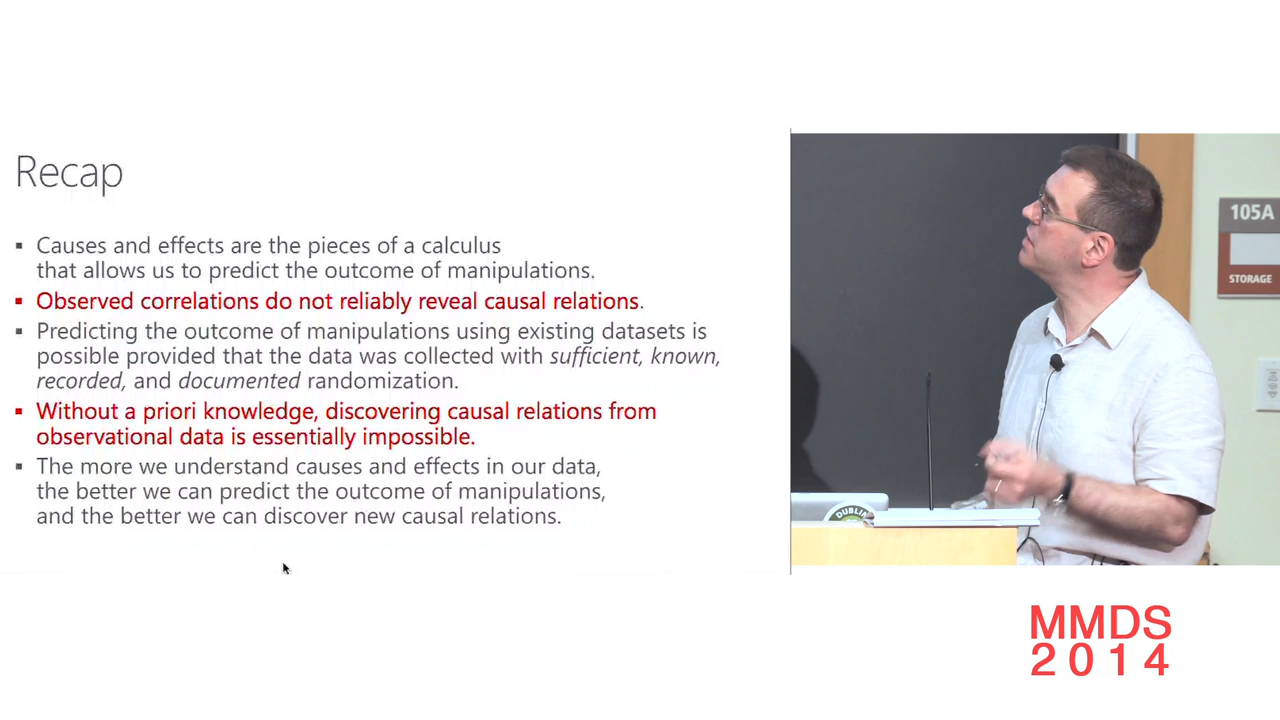 Recap
▪ Causes and effects are the pieces of a calculus
that allows us to predict the outcome of manipulations.
▪ Observed correlations do not reliably reveal causal relations.
▪ Predicting the outcome of manipulations using existing datasets is
possible provided that the data was collected with sufficient, known,
recorded, and documented randomization.
▪ Without a priori knowledge, discovering causal relations from
observational data is essentially impossible.
▪ The more we understand causes and effects in our data,
the better we can predict the outcome of manipulations,
and the better we can discover new causal relations.
105A
STORAGE
DUBLIN
MMDS
2014